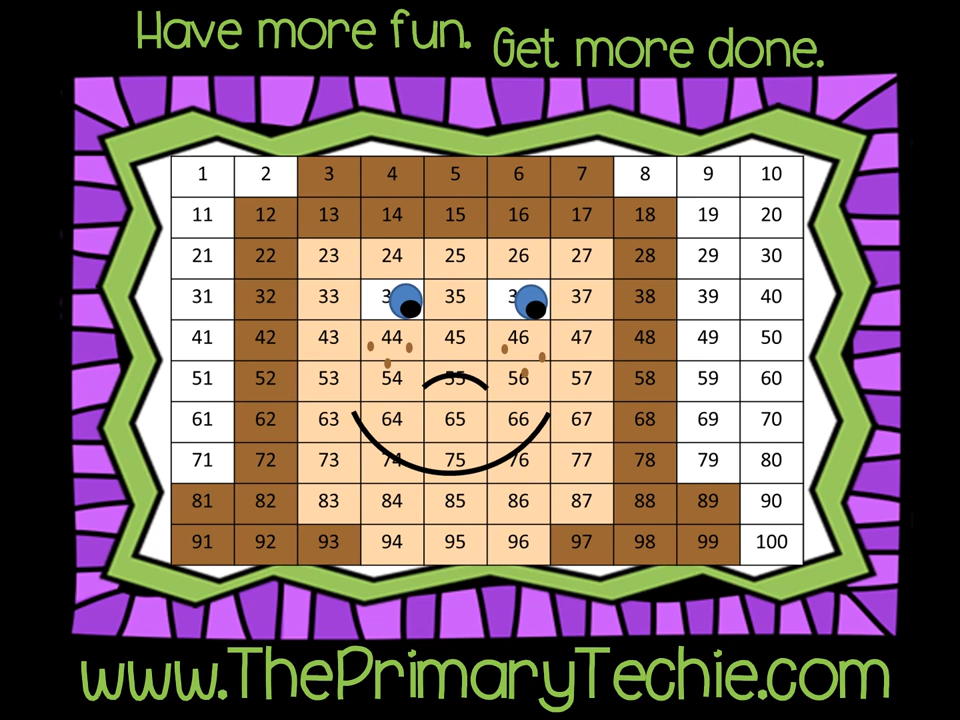 Have more fun. Get more done.
1 2 3 4 5 6 7 8 9 10
11 12 13 14 15 16 17 18 19 20
21 22 23 24 25 26 27 28 29 30
31 32 33 35 37 38 39 40
41 42 43 44 45 46 47 48 49 50
51 52 53 54 55 56 57 58 59 60
61 62 63 64 65 66 67 68 69 70
71 72 73 74 75 76 77 78 79 80
81 82 83 84 85 86 87 88 89 90
91 92 93 94 95 96 97 98 99 100
www.ThePrimaryTechie.com